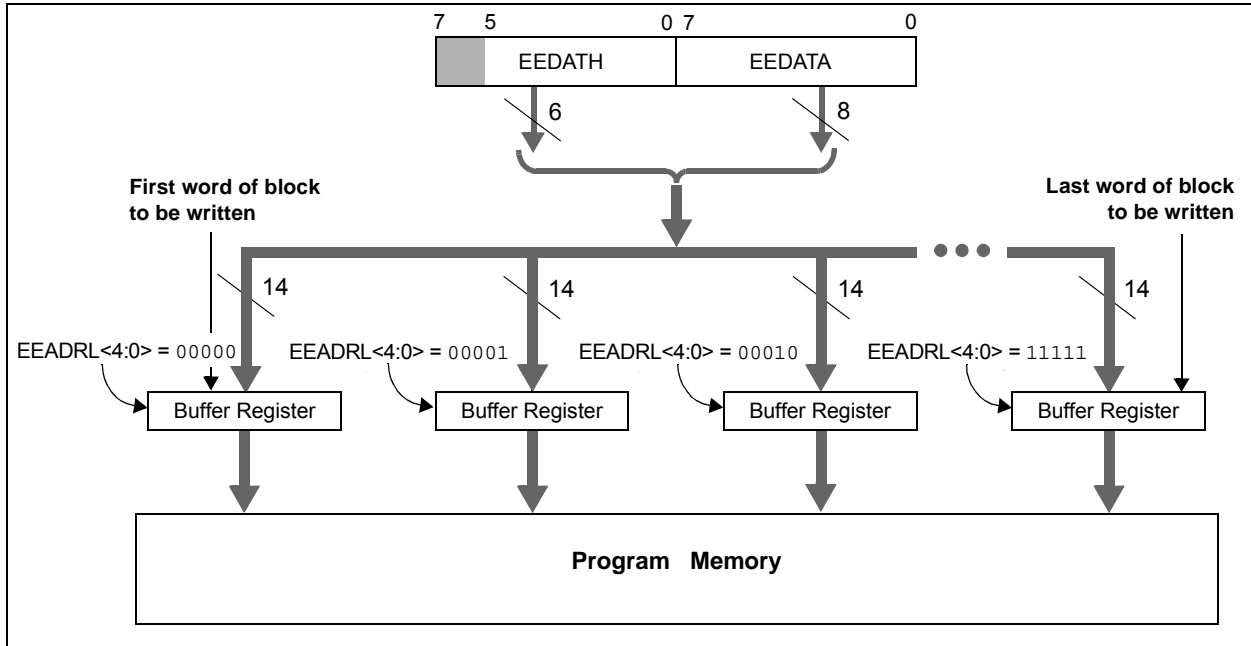 7 5 0 7 0
EEDATH EEDATA
6 8
First word of block
to be written
Last word of block
to be written
14 14 14 14
EEADRL<4:0> = 00000 EEADRL<4:0> = 00001 EEADRL<4:0> = 00010 EEADRL<4:0> = 11111
Buffer Register Buffer Register Buffer Register Buffer Register
Program Memory